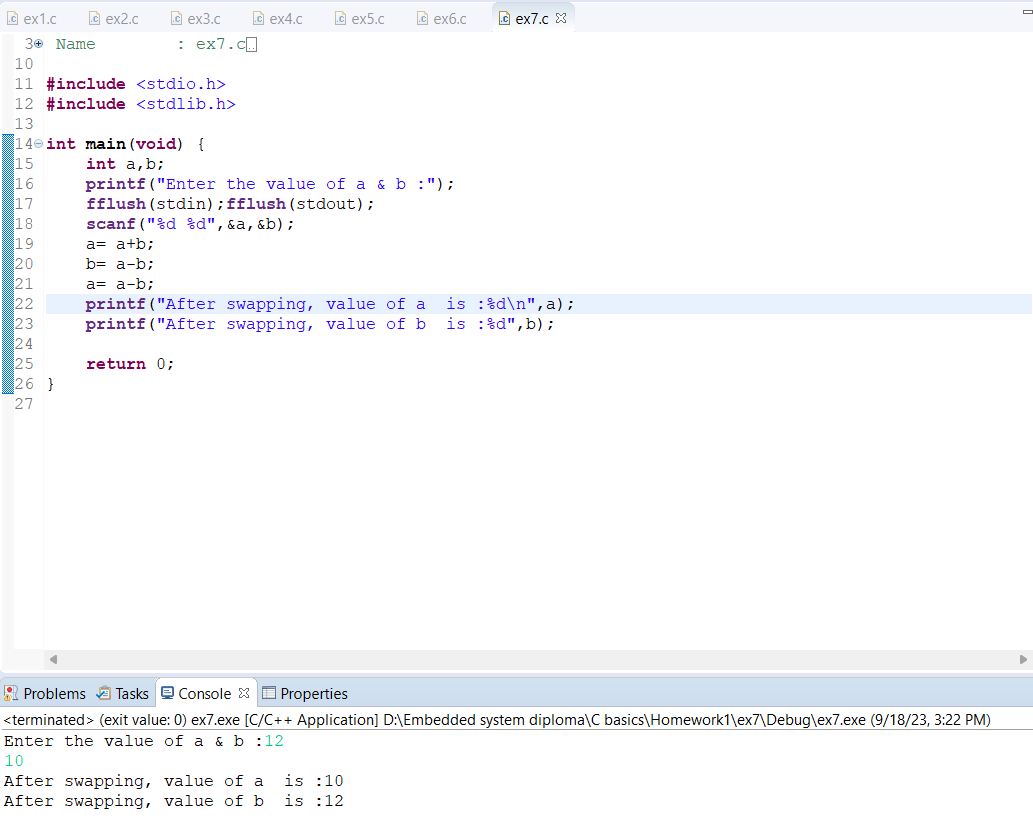 ex1.c ex2.c ex3.c ex4.c ex5.c ex6.c ex7.c
3 Name : ex7.c
10
11 #include <stdio.h>
12 #include <stdlib.h>
13
14 int main(void) {
15 int a,b;
16 printf("Enter the value of a & b :");
17 fflush(stdin);fflush(stdout);
18 scanf("%d %d",&a,&b);
19 a= a+b;
20 b= a-b;
21 a= a-b;
22 printf("After swapping, value of a  is :%d\n",a);
23 printf("After swapping, value of b  is :%d",b);
24
25 return 0;
26 }
27
Problems Tasks Console Properties
<terminated> (exit value: 0) ex7.exe [C/C++ Application] D:\Embedded system diploma\C basics\Homework1\ex7\Debug\ex7.exe (9/18/23, 3:22 PM)
Enter the value of a & b :12
10
After swapping, value of a  is :10
After swapping, value of b  is :12